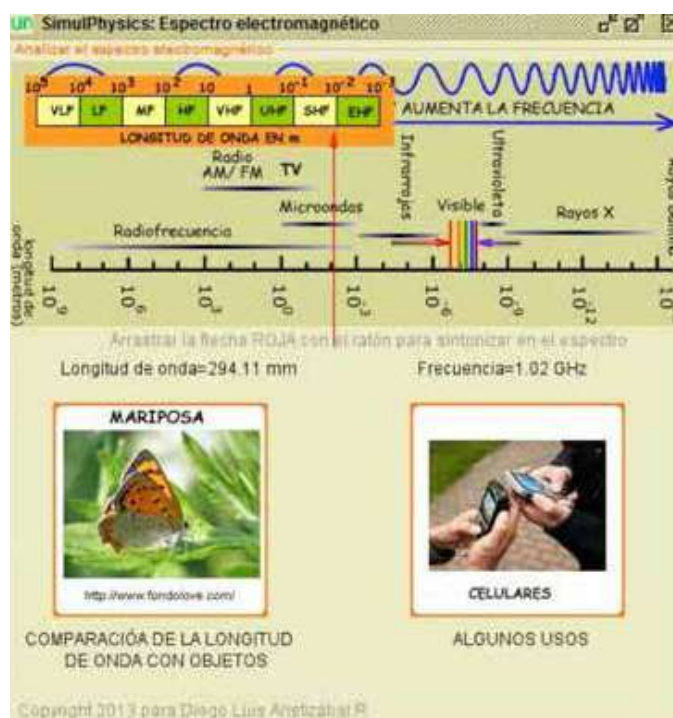 un SimulPhysics: Espectro electromagnético
Analizar el espectro electromagnético
10⁵ 10⁴ 10³ 10² 10 1 10⁻¹ 10⁻² 10⁻³
VLF LF MF HF VHF UHF SHF EHF
LONGITUD DE ONDA EN m
AUMENTA LA FRECUENCIA
Radio
AM/ FM
TV
Microondas
Infrarrojos
Visible
Ultravioleta
Rayos X
Radiofrecuencia
longitud de
onda (metros)
10⁹ 10⁶ 10³ 10⁰ 10⁻³ 10⁻⁶ 10⁻⁹ 10⁻¹² 10
Arrastrar la flecha ROJA con el ratón para sintonizar en el espectro
Longitud de onda=294.11 mm
Frecuencia=1.02 GHz
MARIPOSA
http://www.fondolove.com/
CELULARES
COMPARACIÓA DE LA LONGITUD
DE ONDA CON OBJETOS
ALGUNOS USOS
Copyright 2013 para Diego Luis Aristizábal R